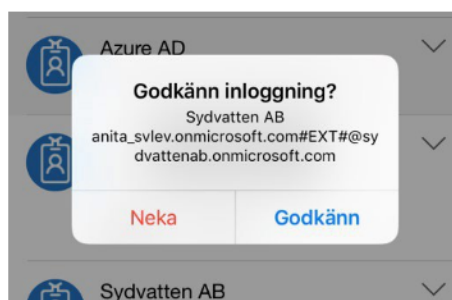 Azure AD
Godkänn inloggning?
Sydvatten AB
anita_svlev.onmicrosoft.com#EXT#@sy
dvattenab.onmicrosoft.com
Neka
Godkänn
Sydvatten AB